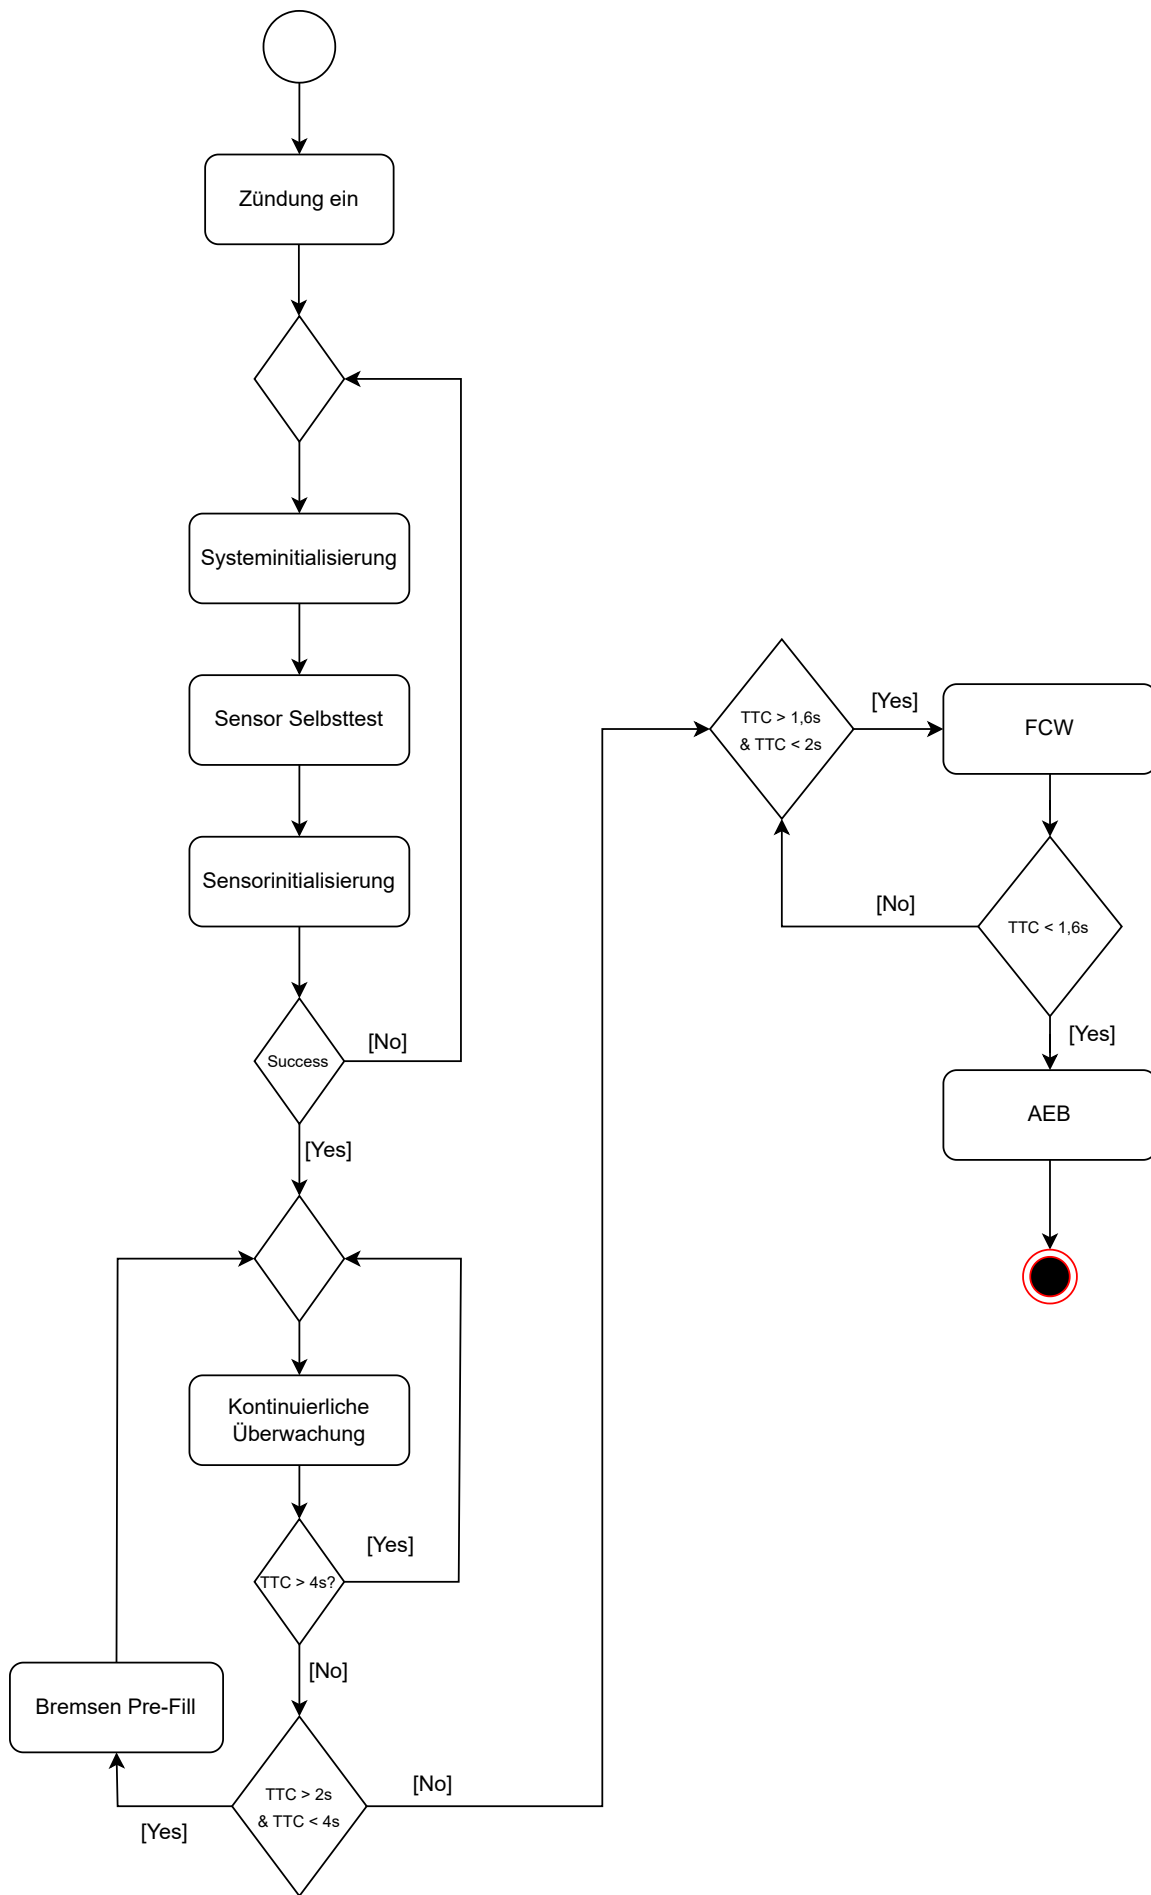 Zündung ein
Systeminitialisierung
Sensor Selbsttest
Sensorinitialisierung
Success
[No]
[Yes]
Kontinuierliche
Überwachung
TTC > 4s?
[Yes]
[No]
Bremsen Pre-Fill
TTC > 2s
& TTC < 4s
[Yes]
[No]
TTC > 1,6s
& TTC < 2s
[Yes]
FCW
TTC < 1,6s
[No]
[Yes]
AEB